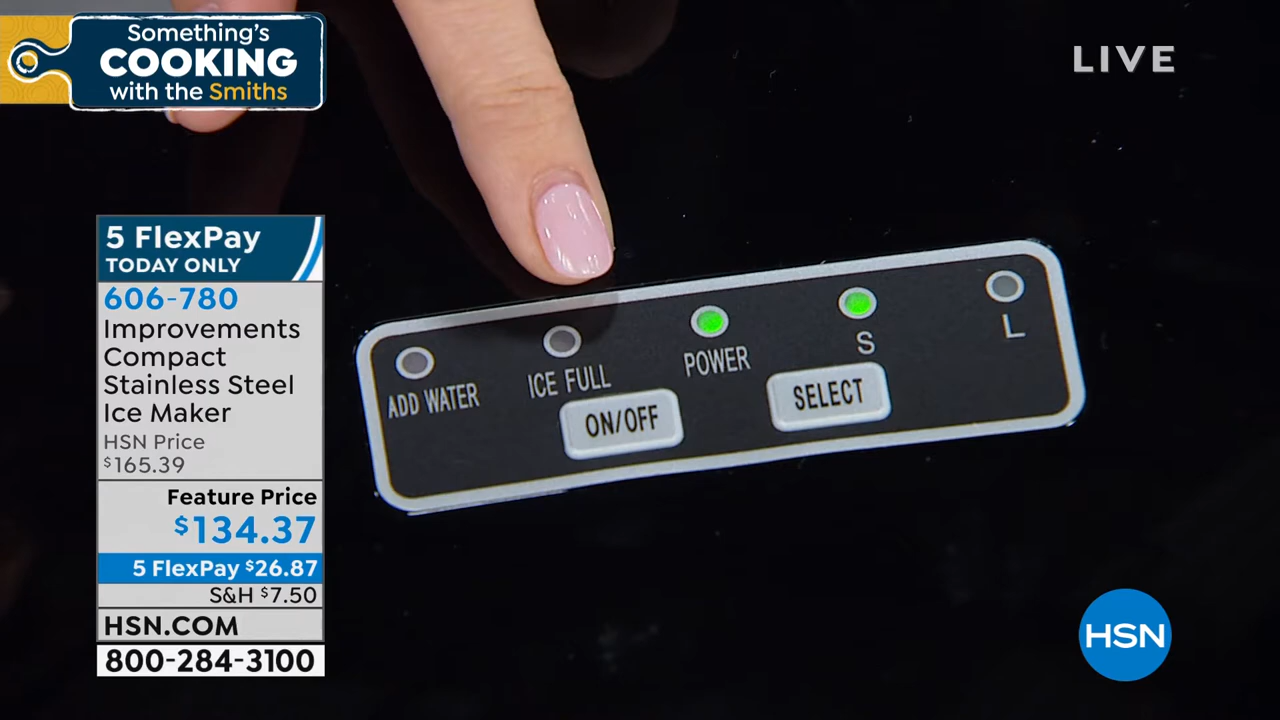 Something's
COOKING
with the Smiths
LIVE
5 FlexPay
TODAY ONLY
606-780
Improvements
Compact
Stainless Steel
Ice Maker
HSN Price
$165.39
Feature Price
$134.37
5 FlexPay $26.87
S&H $7.50
HSN.COM
800-284-3100
ADD WATER
ICE FULL
POWER
S
L
ON/OFF
SELECT
HSN